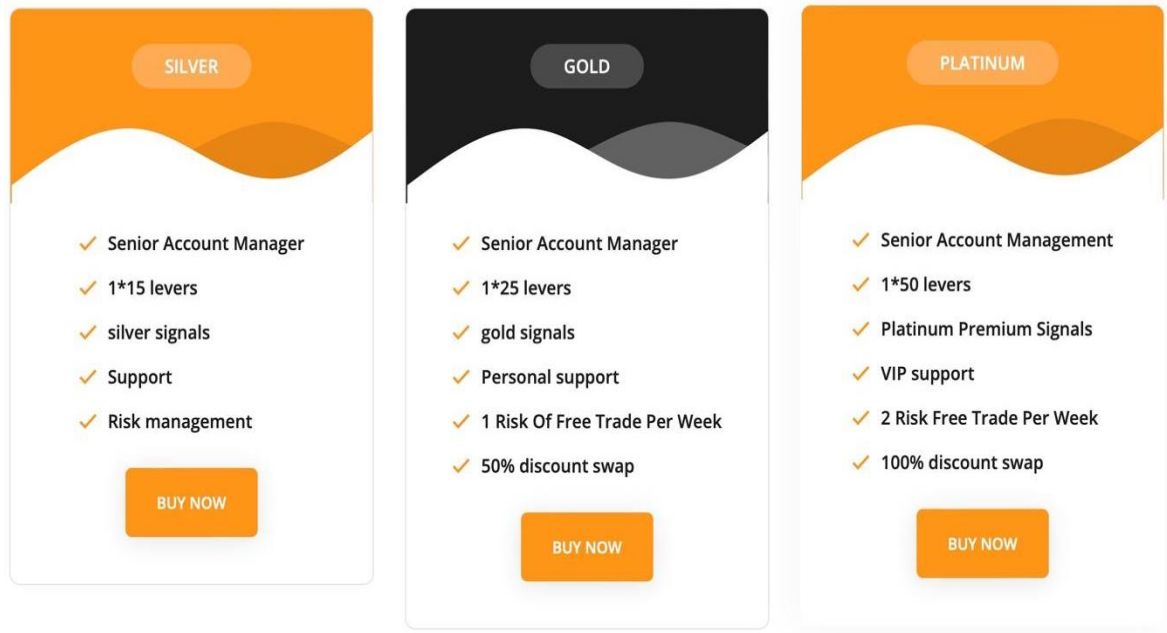 SILVER
Senior Account Manager
1*15 levers
silver signals
Support
Risk management
BUY NOW
GOLD
Senior Account Manager
1*25 levers
gold signals
Personal support
1 Risk Of Free Trade Per Week
50% discount swap
BUY NOW
PLATINUM
Senior Account Management
1*50 levers
Platinum Premium Signals
VIP support
2 Risk Free Trade Per Week
100% discount swap
BUY NOW